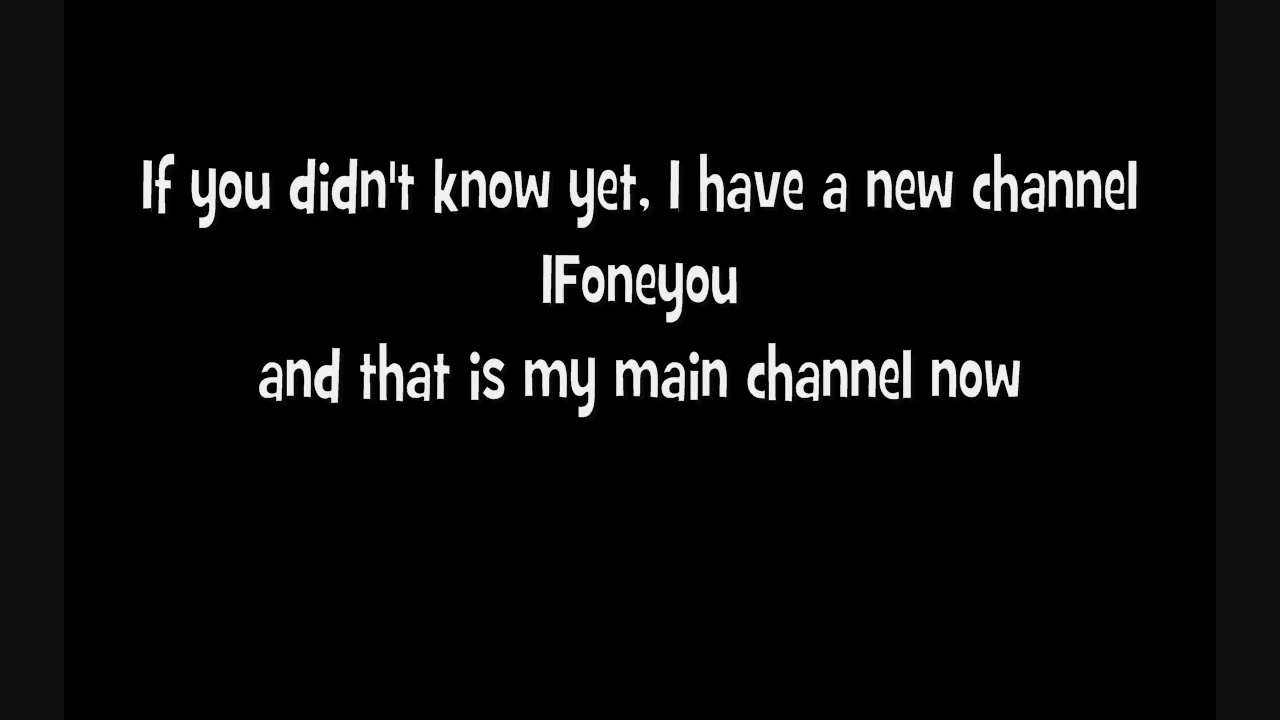 If you didn't know yet, I have a new channel
IFoneyou
and that is my main channel now